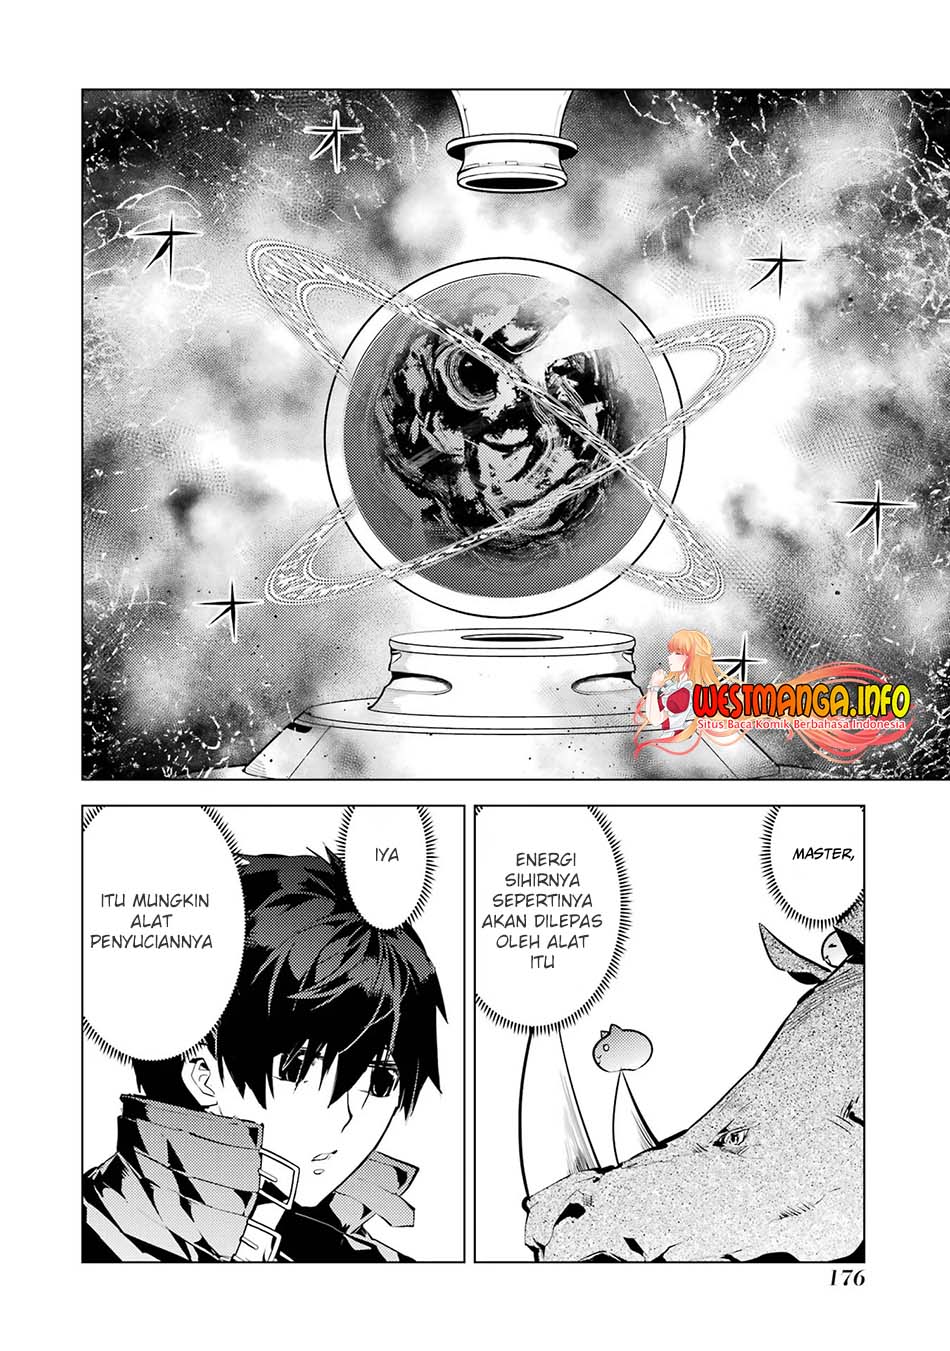 WESTMANGA.INFO
Situs Baca Komik Berbahasa Indonesia
MASTER,
ENERGI
SIHIRNYA
SEPERTINYA
AKAN DILEPAS
OLEH ALAT
ITU
IYA
ITU MUNGKIN
ALAT
PENYUCIANNYA
176